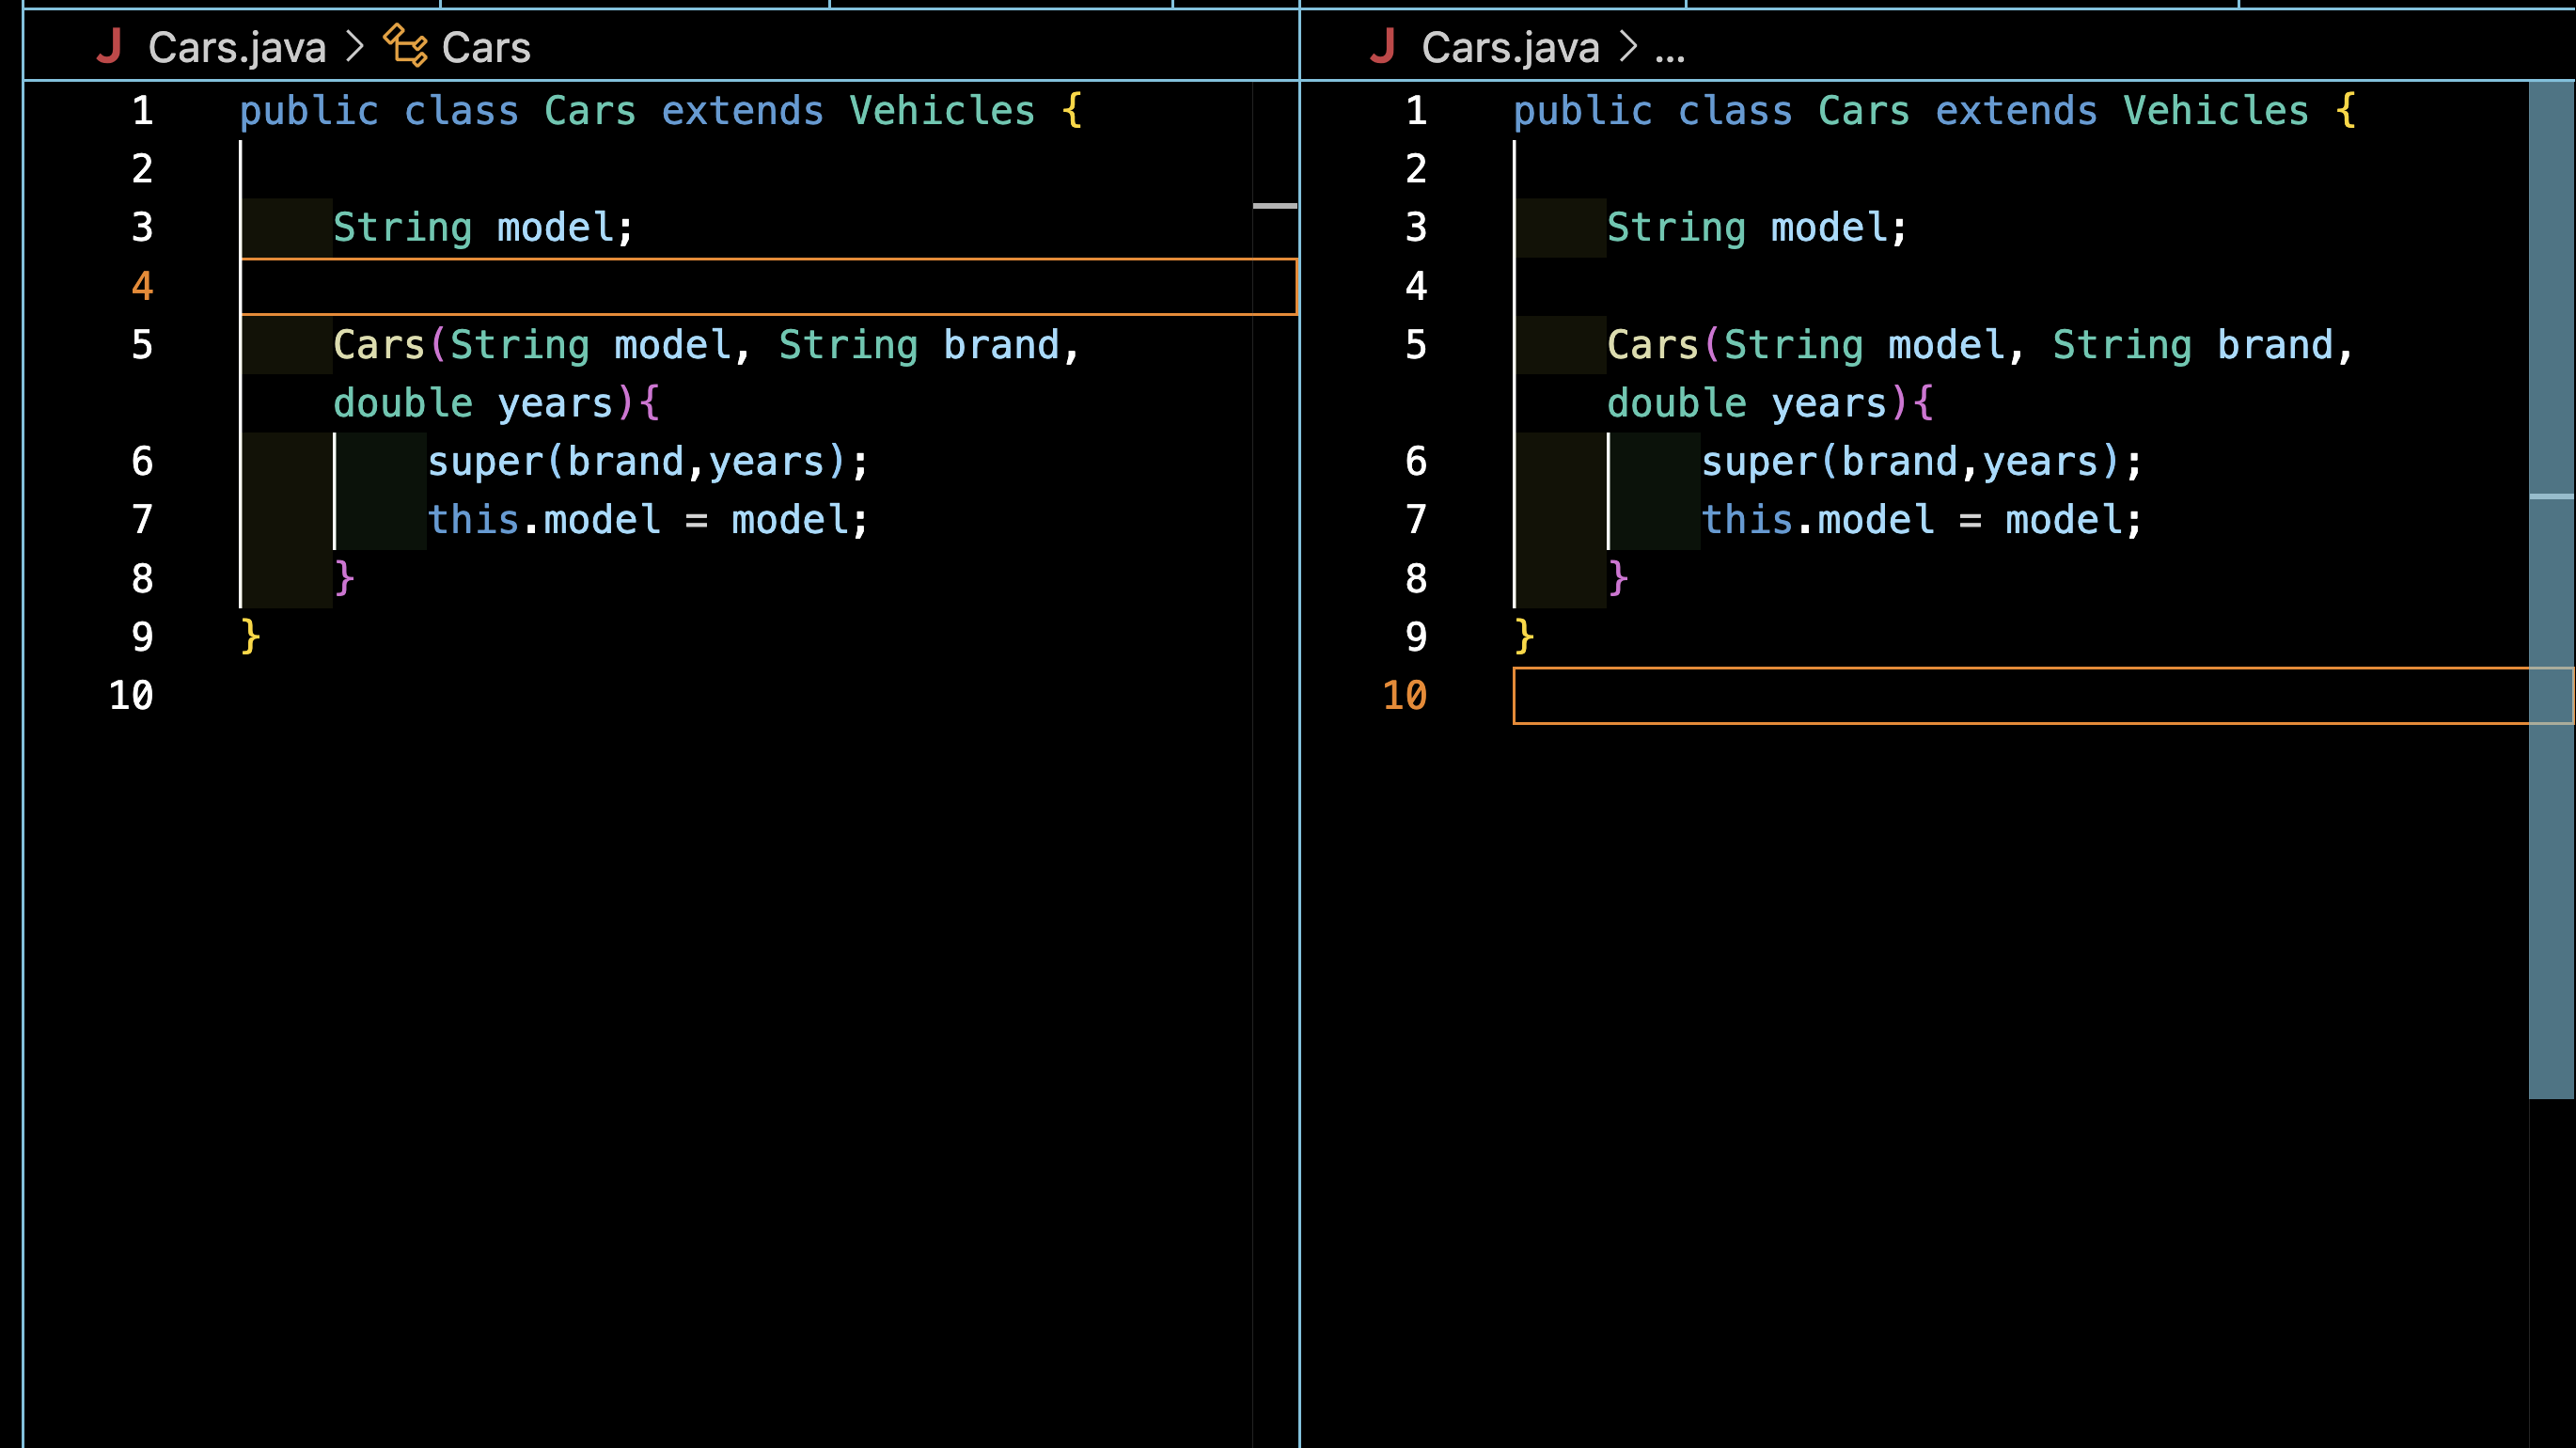 Cars.java > Cars
1 public class Cars extends Vehicles {
2
3 String model;
4
5 Cars(String model, String brand,
double years){
6 super(brand,years);
7 this.model = model;
8 }
9 }
10
Cars.java > ...
1 public class Cars extends Vehicles {
2
3 String model;
4
5 Cars(String model, String brand,
double years){
6 super(brand,years);
7 this.model = model;
8 }
9 }
10